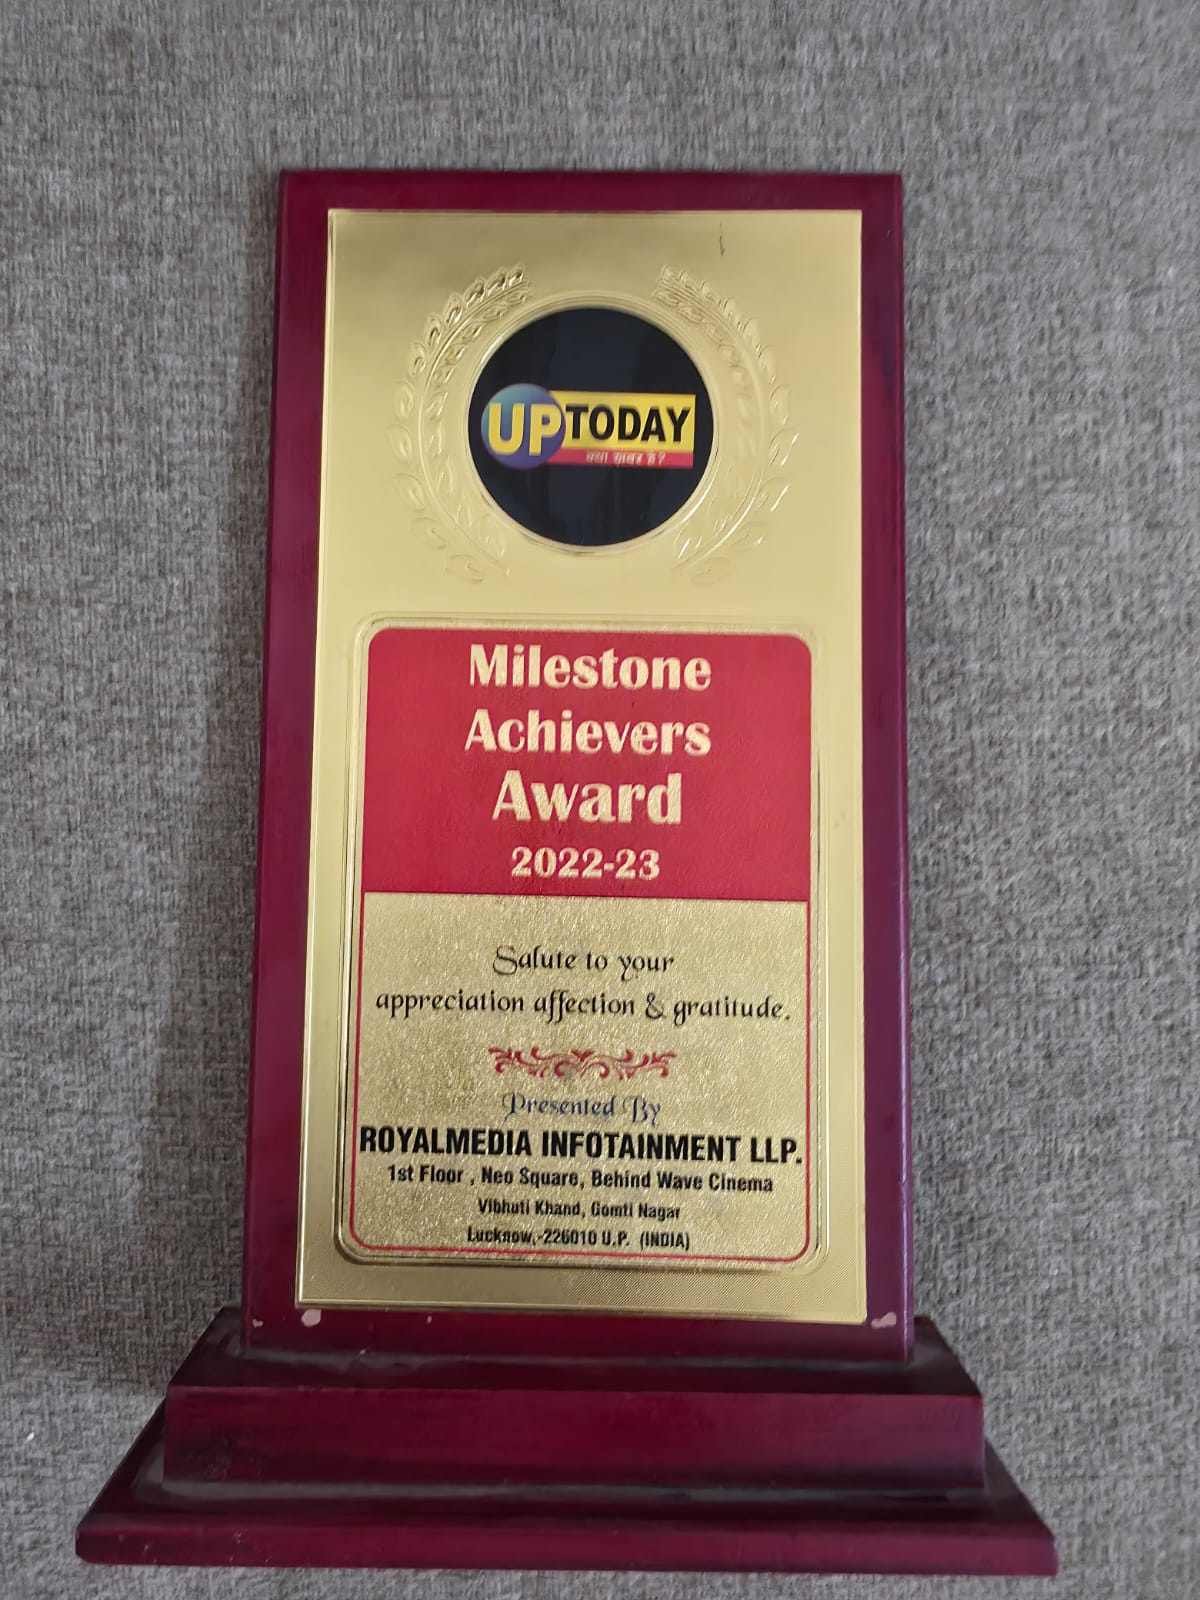 UPTODAY
क्या खबर है?
Milestone
Achievers
Award
2022-23
Salute to your
appreciation affection & gratitude.
Presented By
ROYALMEDIA INFOTAINMENT LLP.
1st Floor , Neo Square, Behind Wave Cinema
Vibhuti Khand, Gomti Nagar
Lucknow,-226010 U.P. (INDIA)